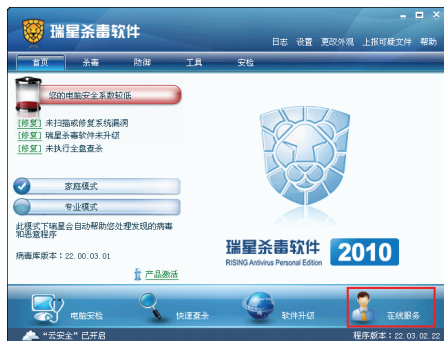 瑞星杀毒软件
日志 设置 更改外观 上报可疑文件 帮助
首页 杀毒 防御 工具 安检
您的电脑安全系数较低
[修复] 未扫描或修复系统漏洞
[修复] 瑞星杀毒软件未升级
[修复] 未执行全盘查杀
家庭模式
专业模式
此模式下瑞星会自动帮助您处理发现的病毒
和恶意程序
病毒库版本：22.00.03.01
产品激活
瑞星杀毒软件 2010
RISING Antivirus Personal Edition
电脑安检 快速查杀 软件升级 在线服务
“云安全”已开启 程序版本：22.03.02.22